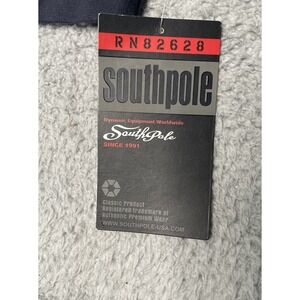 RN82628
southpole
Dynamic Equipment Worldwide
SouthPole
SINCE 1991
Classic Product
Registered trademark of
Authentic Premium Wear
WWW.SOUTHPOLE-USA.COM